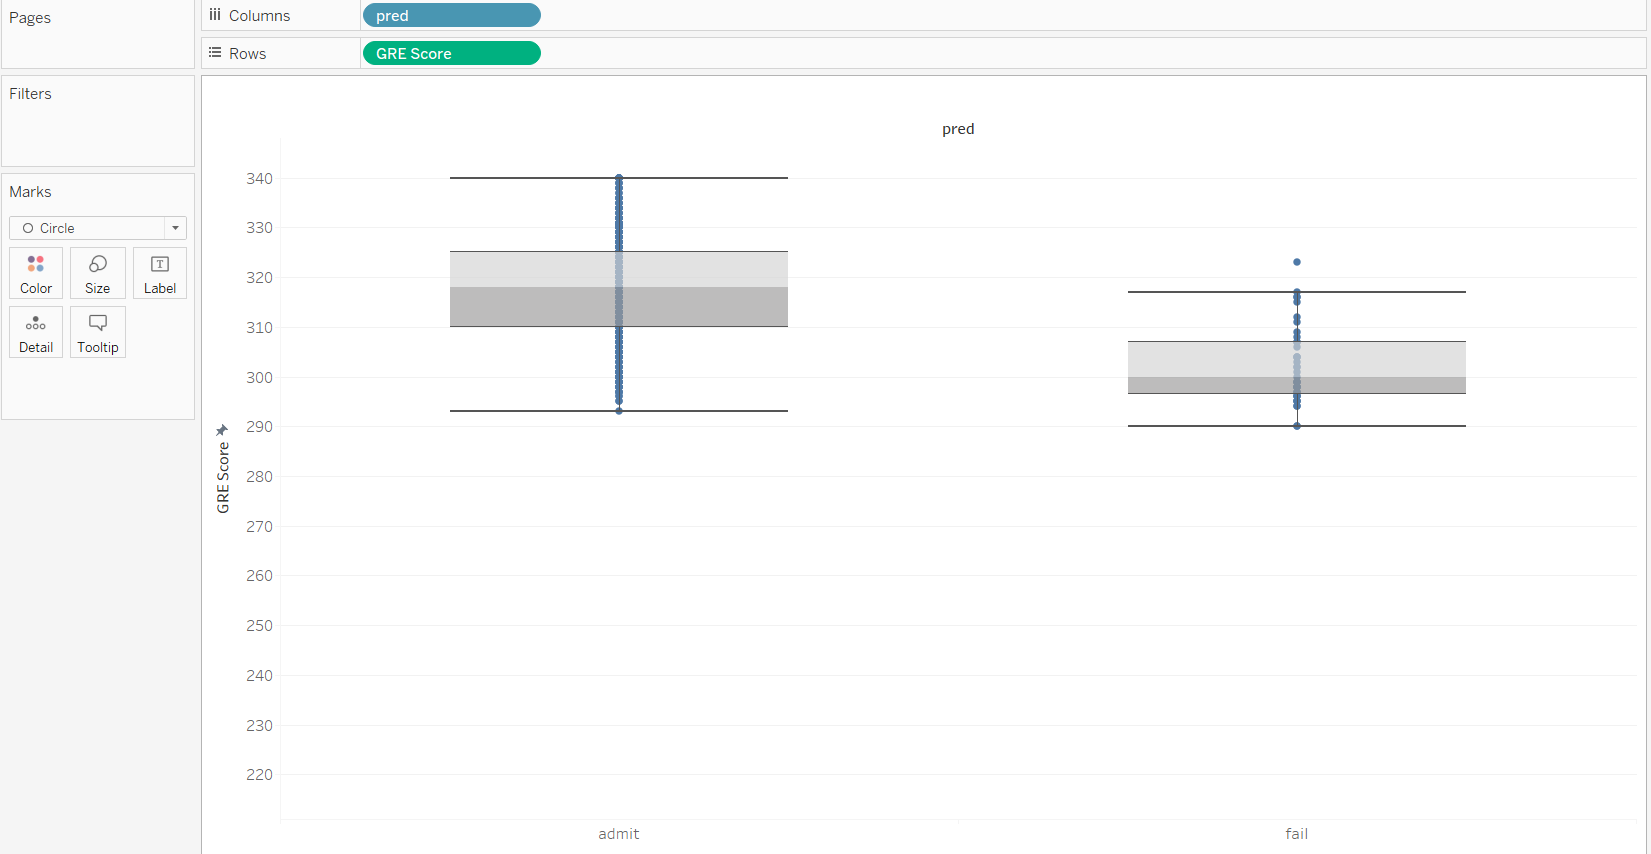 Pages
Columns
pred
Rows
GRE Score
Filters
Marks
Circle
Color
Size
T
Label
Detail
Tooltip
pred
340
330
320
310
300
290
280
270
260
250
240
230
220
GRE Score
admit
fail